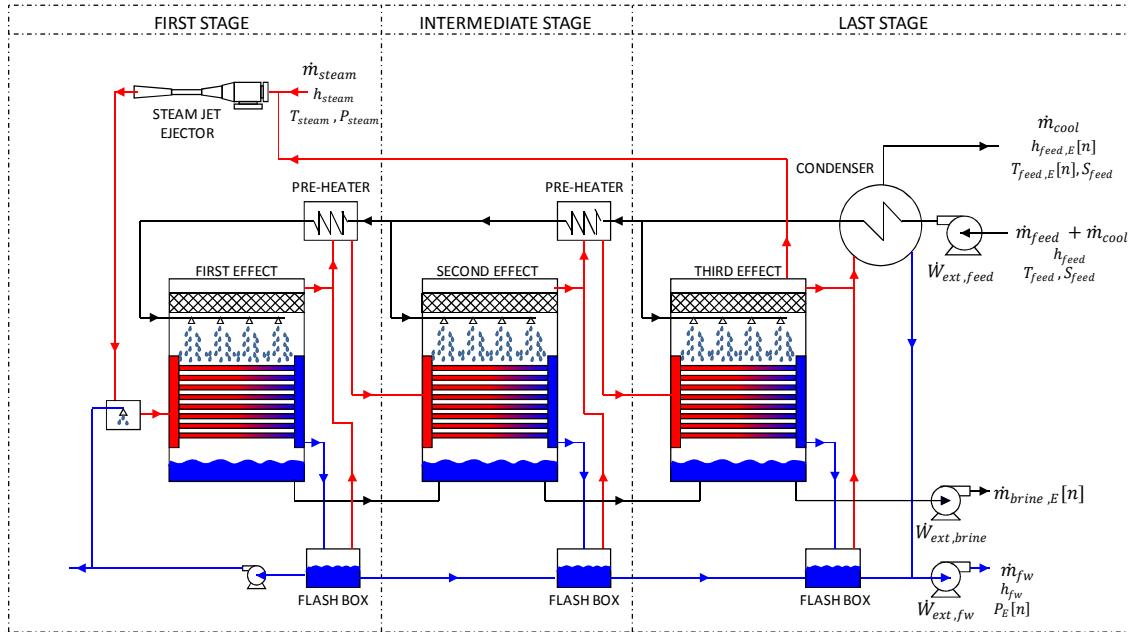 FIRST STAGE
INTERMEDIATE STAGE
LAST STAGE
ṁ_steam
h_steam
T_steam , P_steam
STEAM JET
EJECTOR
ṁ_cool
h_feed,E[n]
T_feed,E[n], S_feed
CONDENSER
PRE-HEATER
PRE-HEATER
ṁ_feed + ṁ_cool
h_feed
T_feed , S_feed
Ẇ_ext,feed
FIRST EFFECT
SECOND EFFECT
THIRD EFFECT
ṁ_brine,E[n]
Ẇ_ext,brine
ṁ_fw
h_fw
P_E[n]
Ẇ_ext,fw
FLASH BOX
FLASH BOX
FLASH BOX